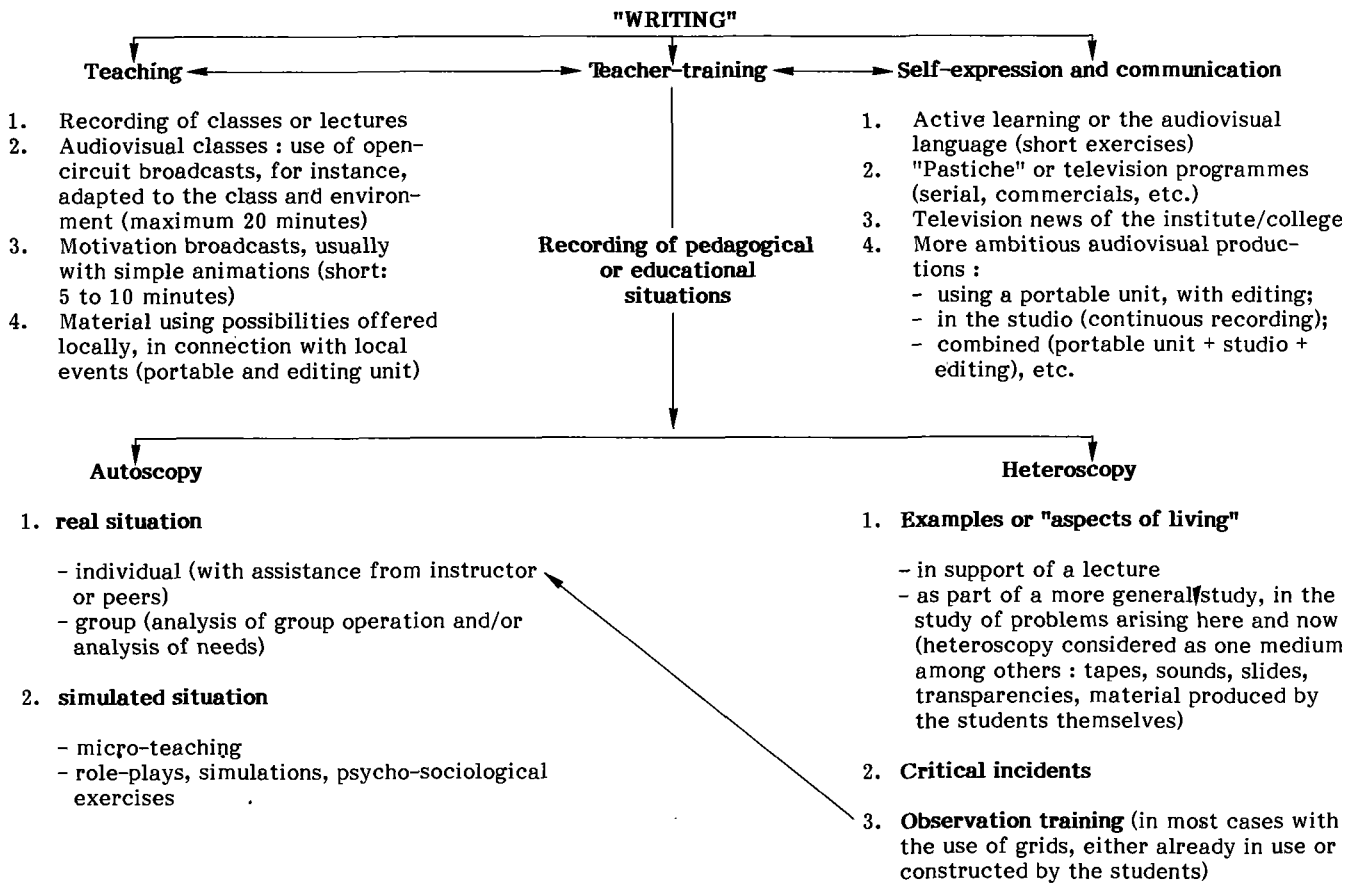 "WRITING"
Teaching
Teacher-training
Self-expression and communication
1. Recording of classes or lectures
2. Audiovisual classes : use of open-
circuit broadcasts, for instance,
adapted to the class and environ-
ment (maximum 20 minutes)
3. Motivation broadcasts, usually
with simple animations (short:
5 to 10 minutes)
4. Material using possibilities offered
locally, in connection with local
events (portable and editing unit)
Recording of pedagogical
or educational
situations
1. Active learning or the audiovisual
language (short exercises)
2. "Pastiche" or television programmes
(serial, commercials, etc.)
3. Television news of the institute/college
4. More ambitious audiovisual produc-
tions :
- using a portable unit, with editing;
- in the studio (continuous recording);
- combined (portable unit + studio +
editing), etc.
Autoscopy
1. real situation
- individual (with assistance from instructor
or peers)
- group (analysis of group operation and/or
analysis of needs)
2. simulated situation
- micro-teaching
- role-plays, simulations, psycho-sociological
exercises
Heteroscopy
1. Examples or "aspects of living"
- in support of a lecture
- as part of a more general study, in the
study of problems arising here and now
(heteroscopy considered as one medium
among others : tapes, sounds, slides,
transparencies, material produced by
the students themselves)
2. Critical incidents
3. Observation training (in most cases with
the use of grids, either already in use or
constructed by the students)